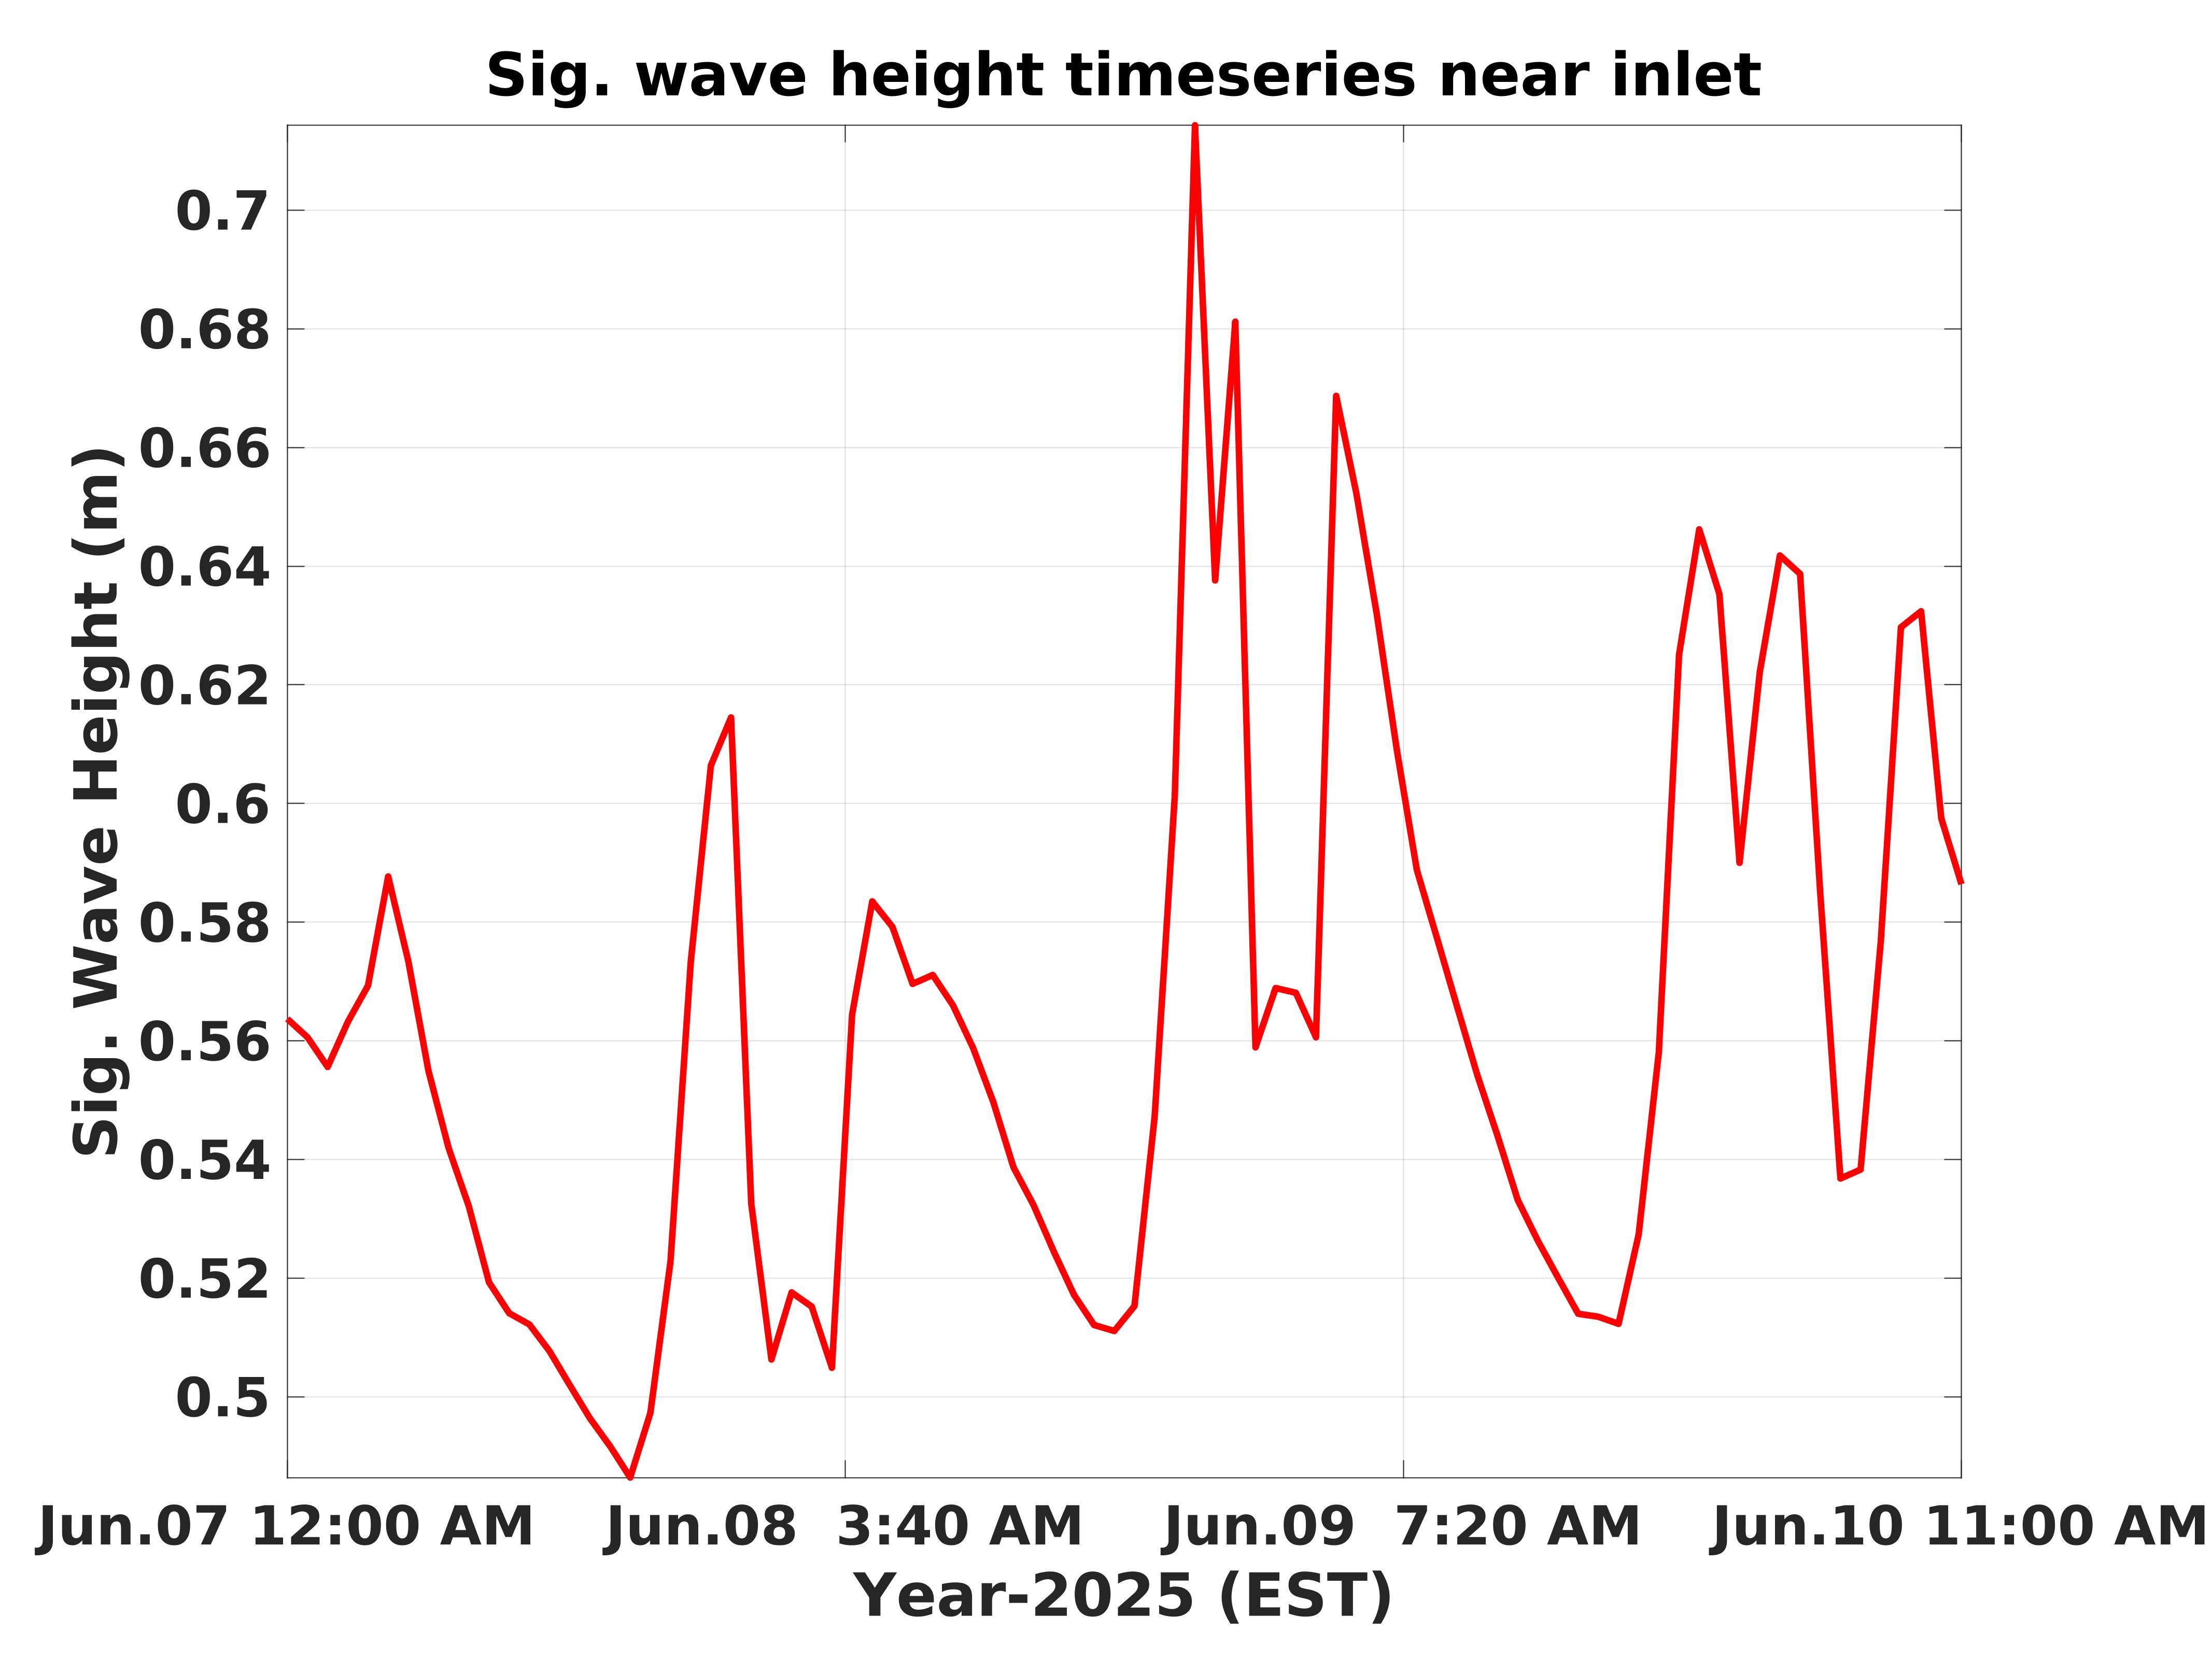 Sig. wave height timeseries near inlet
Sig. Wave Height (m)
0.7
0.68
0.66
0.64
0.62
0.6
0.58
0.56
0.54
0.52
0.5
Jun.07 12:00 AM Jun.08 3:40 AM Jun.09 7:20 AM Jun.10 11:00 AM
Year-2025 (EST)